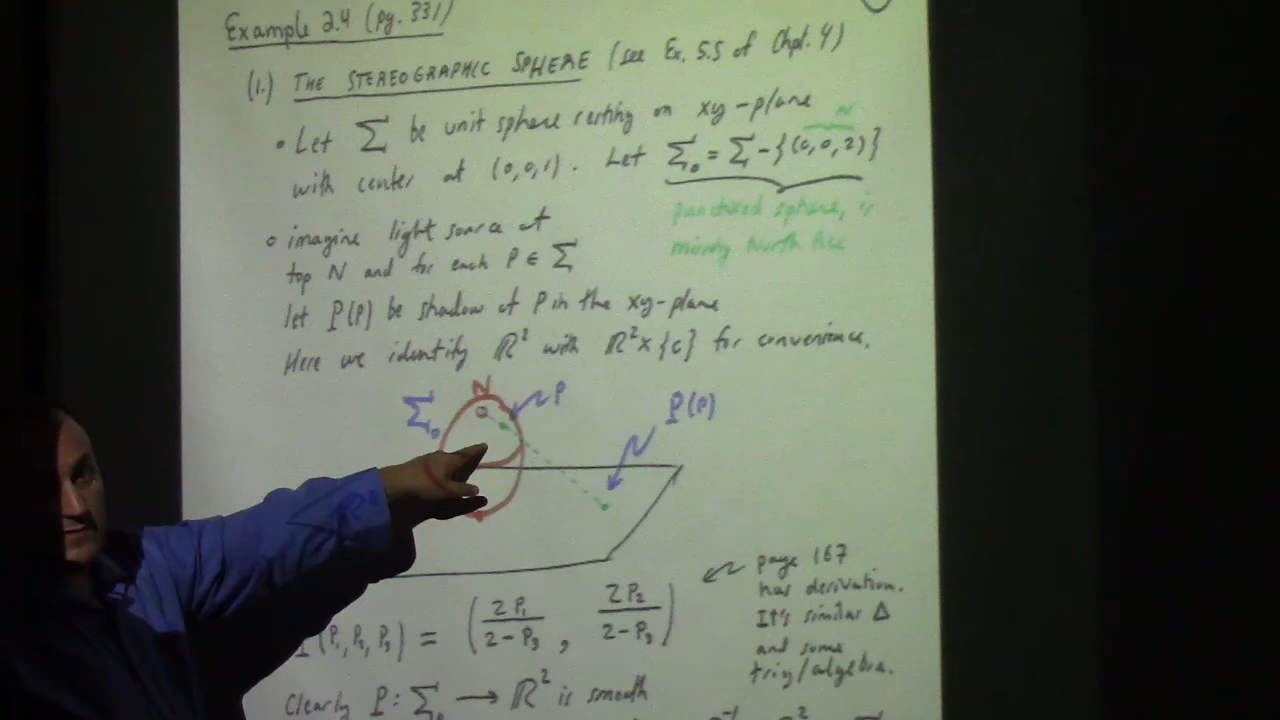 Example 2.4 (pg. 331)
(1.) THE STEREOGRAPHIC SPHERE (see Ex. 5.5 of Chpt. 4)
• Let Σ be unit sphere resting on xy-plane
N
with center at (0,0,1). Let Σ₀ = Σ - {(0,0,2)}
punctured sphere, is
missing north pole
o imagine light source at
top N and for each P ∈ Σ
let P(p) be shadow of P in the xy-plane
Here we identify ℝ² with ℝ²×{0} for convenience.
Σ₀ N P P(p)
P(P₁, P₂, P₃) = (2P₁/(2-P₃), 2P₂/(2-P₃))
page 167
has derivation.
It's similar Δ
and some
trig/algebra.
Clearly P: Σ₀ → ℝ² is smooth